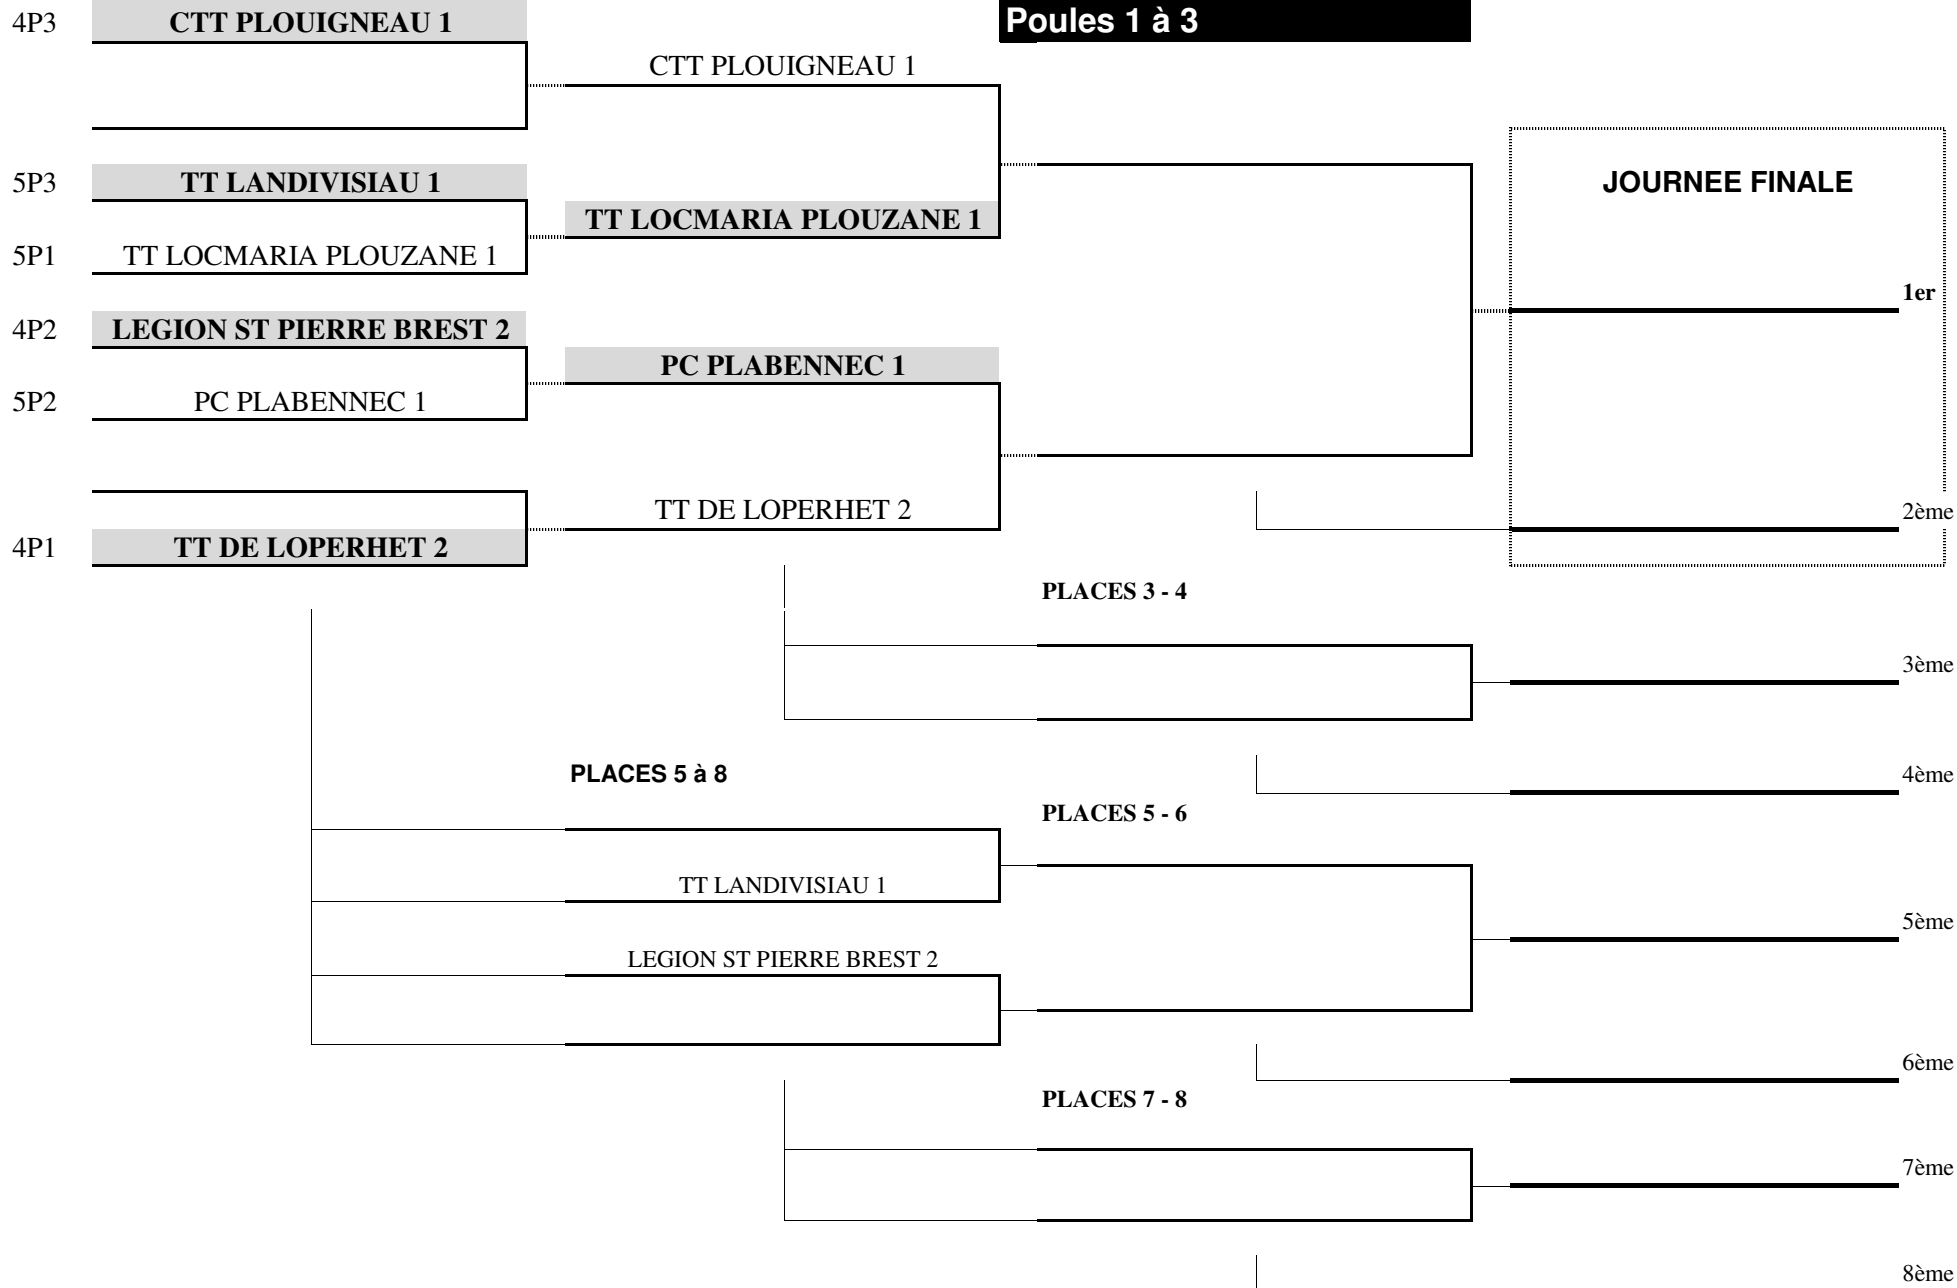 4P3 CTT PLOUIGNEAU 1 Poules 1 à 3
CTT PLOUIGNEAU 1
5P3 TT LANDIVISIAU 1 JOURNEE FINALE
TT LOCMARIA PLOUZANE 1
5P1 TT LOCMARIA PLOUZANE 1
1er
4P2 LEGION ST PIERRE BREST 2
PC PLABENNEC 1
5P2 PC PLABENNEC 1
TT DE LOPERHET 2 2ème
4P1 TT DE LOPERHET 2
PLACES 3 - 4
3ème
PLACES 5 à 8 4ème
PLACES 5 - 6
TT LANDIVISIAU 1
5ème
LEGION ST PIERRE BREST 2
6ème
PLACES 7 - 8
7ème
8ème